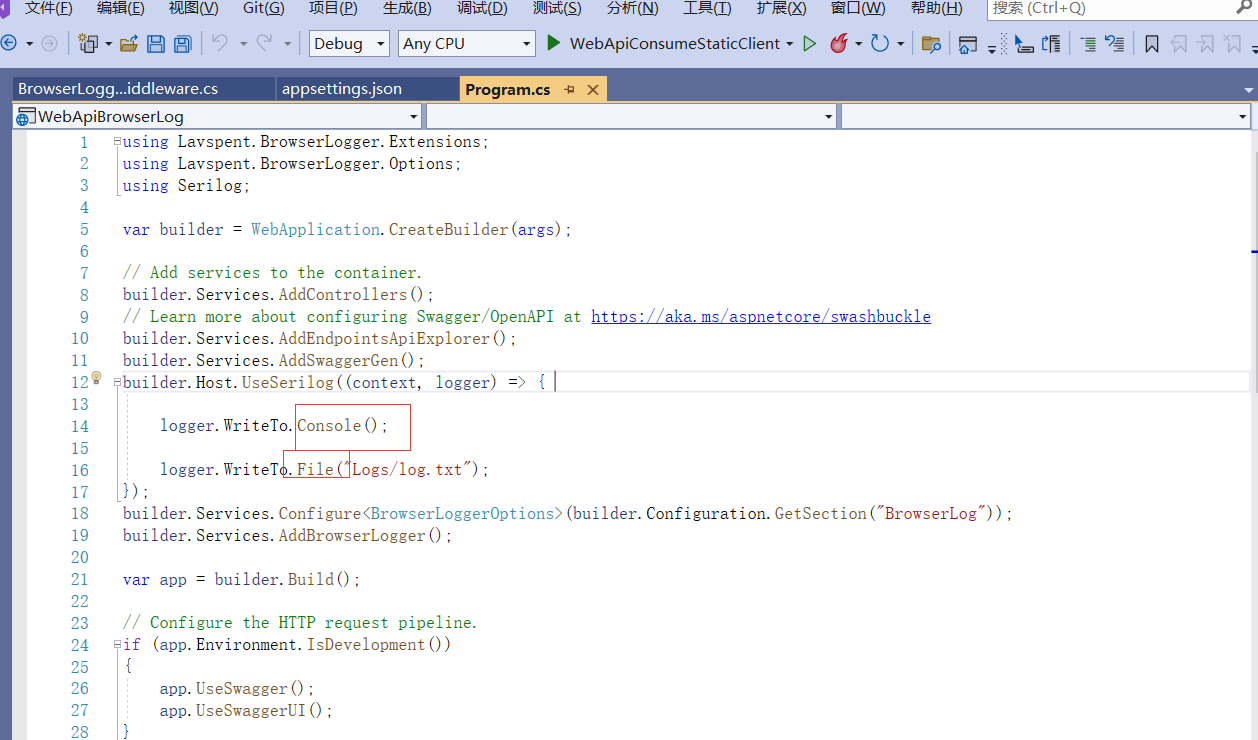 文件(F) 编辑(E) 视图(V) Git(G) 项目(P) 生成(B) 调试(D) 测试(S) 分析(N) 工具(T) 扩展(X) 窗口(W) 帮助(H) 搜索 (Ctrl+Q)
Debug Any CPU WebApiConsumeStaticClient
BrowserLogg...iddleware.cs appsettings.json Program.cs
WebApiBrowserLog
1 using Lavspent.BrowserLogger.Extensions;
2 using Lavspent.BrowserLogger.Options;
3 using Serilog;
4
5 var builder = WebApplication.CreateBuilder(args);
6
7 // Add services to the container.
8 builder.Services.AddControllers();
9 // Learn more about configuring Swagger/OpenAPI at https://aka.ms/aspnetcore/swashbuckle
10 builder.Services.AddEndpointsApiExplorer();
11 builder.Services.AddSwaggerGen();
12 builder.Host.UseSerilog((context, logger) => {
13
14 logger.WriteTo.Console();
15
16 logger.WriteTo.File("Logs/log.txt");
17 });
18 builder.Services.Configure<BrowserLoggerOptions>(builder.Configuration.GetSection("BrowserLog"));
19 builder.Services.AddBrowserLogger();
20
21 var app = builder.Build();
22
23 // Configure the HTTP request pipeline.
24 if (app.Environment.IsDevelopment())
25 {
26 app.UseSwagger();
27 app.UseSwaggerUI();
28 }